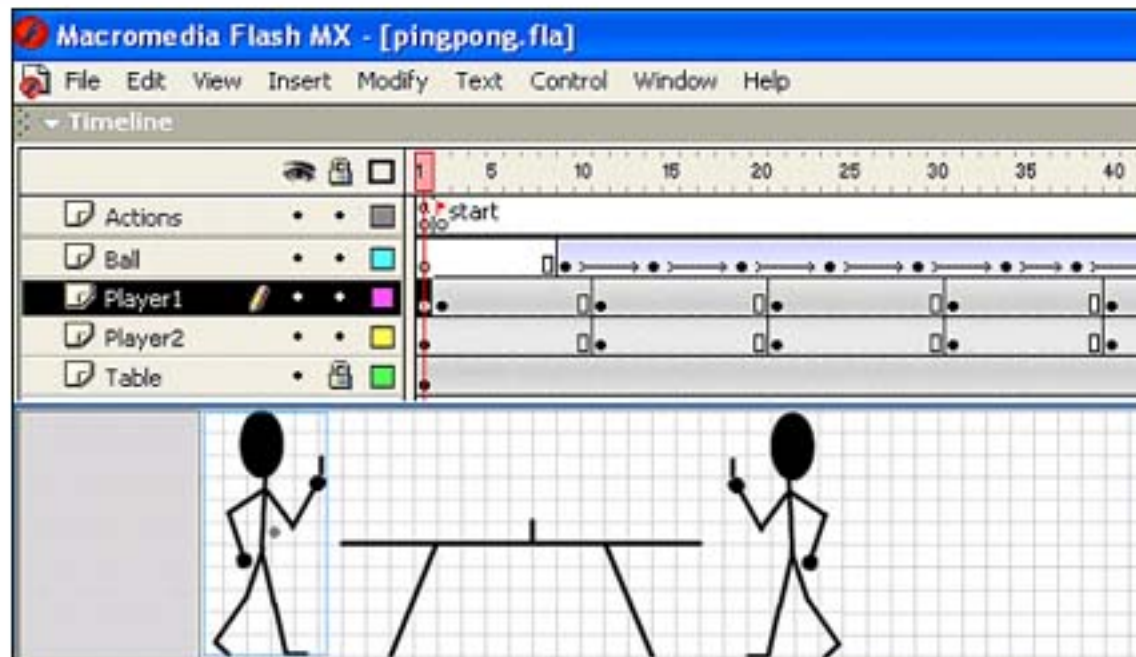 Macromedia Flash MX - [pingpong.fla]
File Edit View Insert Modify Text Control Window Help
Timeline
1 5 10 15 20 25 30 35 40
Actions start
Ball
Player1
Player2
Table